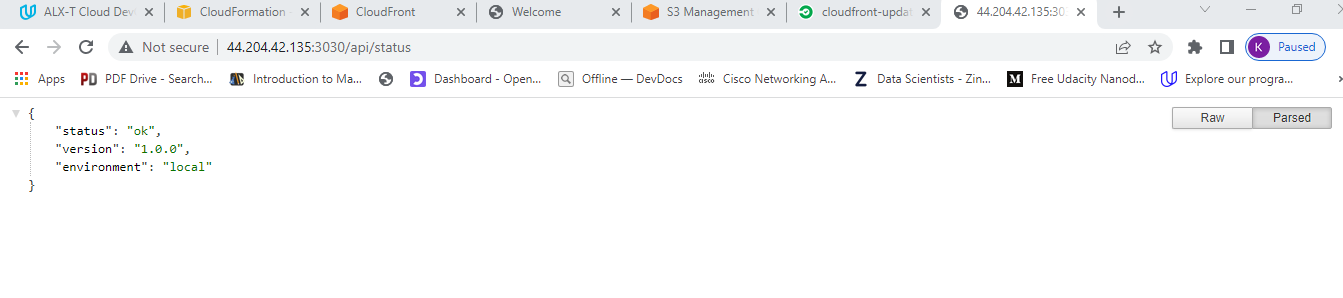 ALX-T Cloud Dev
CloudFormation
CloudFront
Welcome
S3 Management
cloudfront-updat
44.204.42.135:30
Not secure
44.204.42.135:3030/api/status
K
Paused
Apps
PD
PDF Drive - Search...
Introduction to Ma...
Dashboard - Open...
Offline — DevDocs
cisco
Cisco Networking A...
Z
Data Scientists - Zin...
M
Free Udacity Nanod...
Explore our progra...
{
"status": "ok",
"version": "1.0.0",
"environment": "local"
}
Raw
Parsed